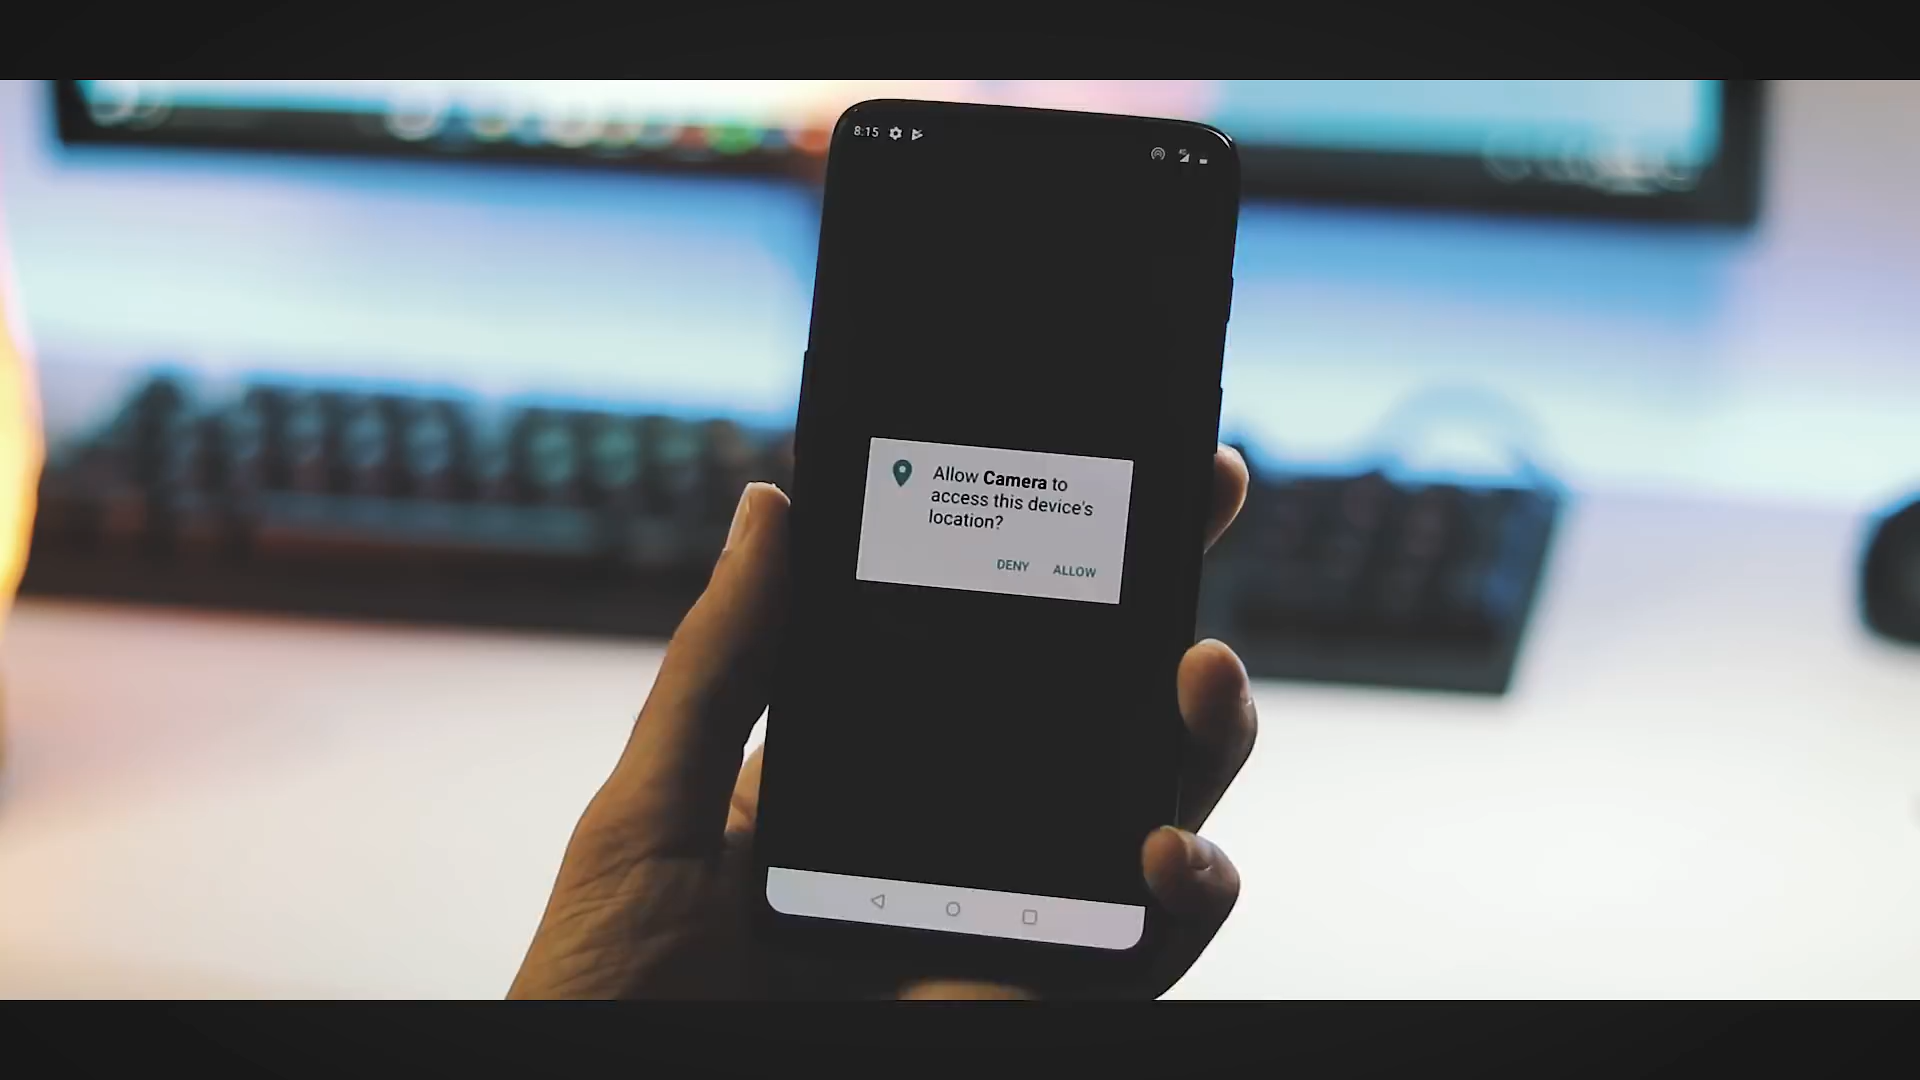 8:15
Allow Camera to
access this device's
location?
DENY ALLOW